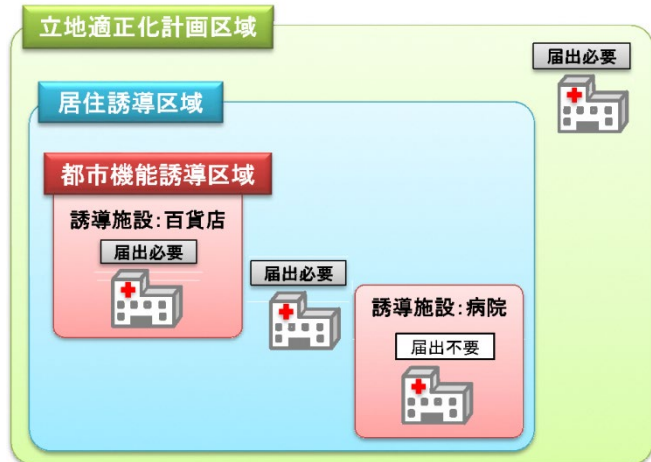 立地適正化計画区域
届出必要
居住誘導区域
都市機能誘導区域
誘導施設:百貨店
届出必要
届出必要
誘導施設:病院
届出不要